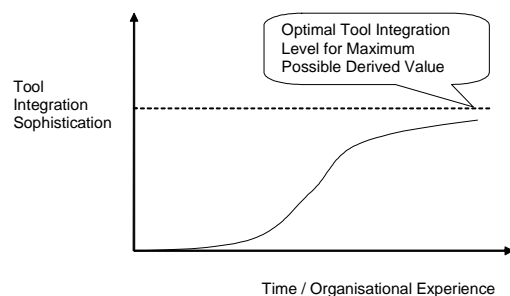 Optimal Tool Integration
Level for Maximum
Possible Derived Value
Tool
Integration
Sophistication
Time / Organisational Experience